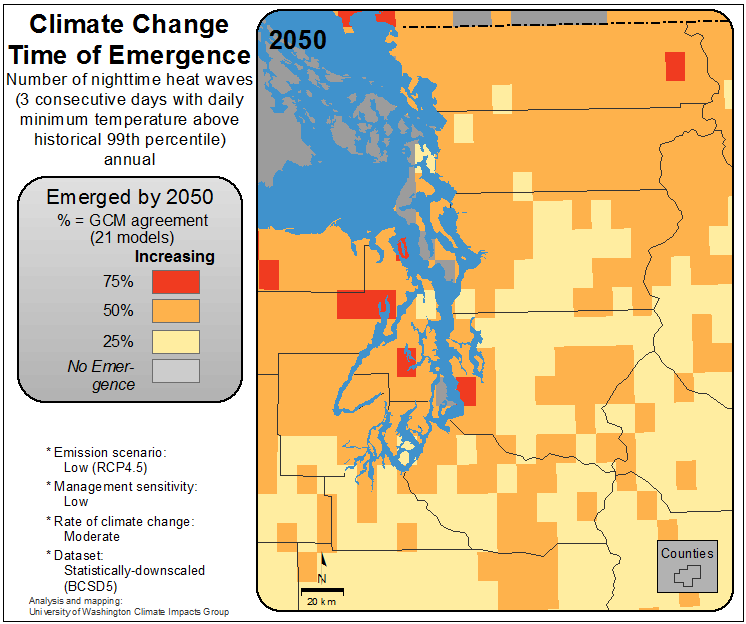 Climate Change
Time of Emergence
Number of nighttime heat waves
(3 consecutive days with daily
minimum temperature above
historical 99th percentile)
annual
Emerged by 2050
% = GCM agreement
(21 models)
Increasing
75%
50%
25%
No Emer-
gence
* Emission scenario:
Low (RCP4.5)
* Management sensitivity:
Low
* Rate of climate change:
Moderate
* Dataset:
Statistically-downscaled
(BCSD5)
Analysis and mapping:
University of Washington Climate Impacts Group
2050
Counties
N
20 km